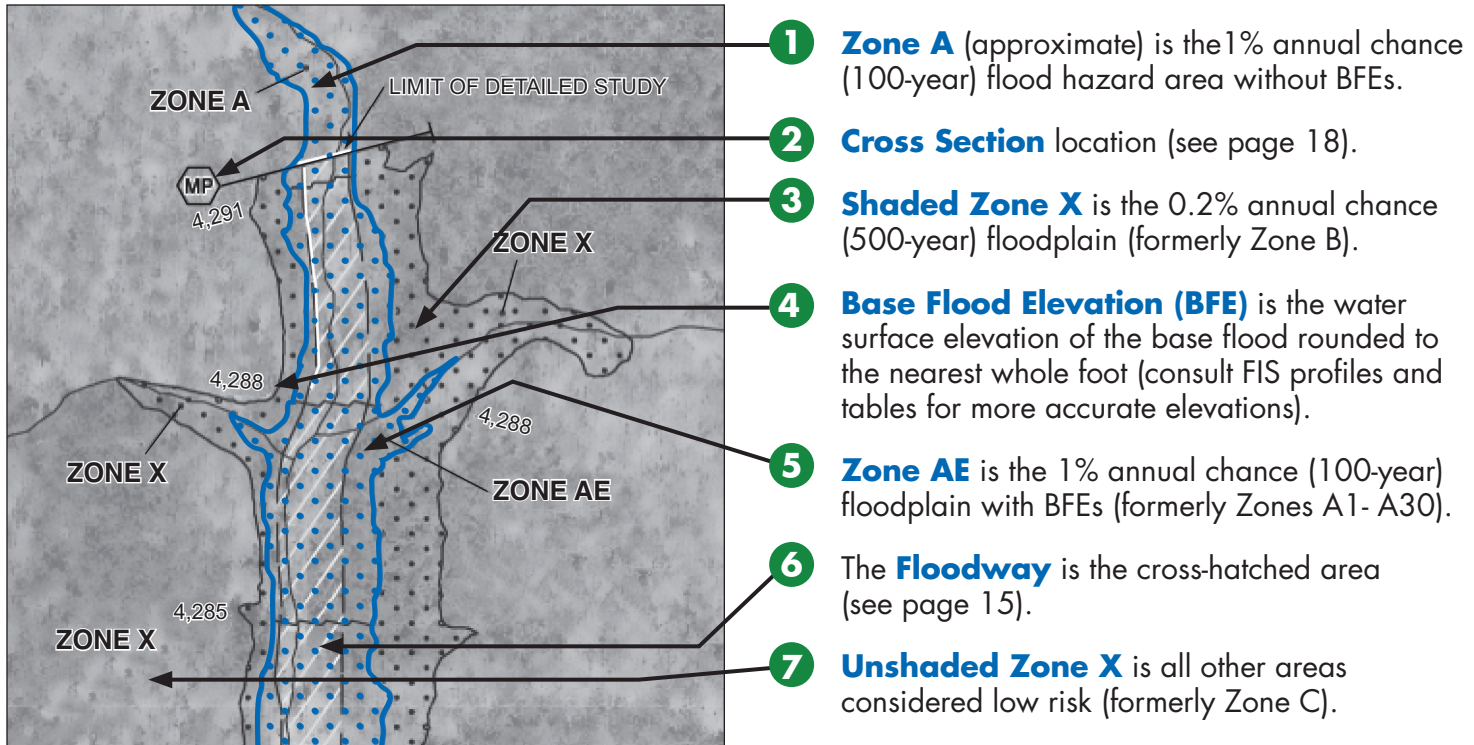 ZONE A
LIMIT OF DETAILED STUDY
MP
4,291
ZONE X
4,288
4,288
ZONE X
ZONE AE
4,285
ZONE X
1 Zone A (approximate) is the1% annual chance
(100-year) flood hazard area without BFEs.
2 Cross Section location (see page 18).
3 Shaded Zone X is the 0.2% annual chance
(500-year) floodplain (formerly Zone B).
4 Base Flood Elevation (BFE) is the water
surface elevation of the base flood rounded to
the nearest whole foot (consult FIS profiles and
tables for more accurate elevations).
5 Zone AE is the 1% annual chance (100-year)
floodplain with BFEs (formerly Zones A1- A30).
6 The Floodway is the cross-hatched area
(see page 15).
7 Unshaded Zone X is all other areas
considered low risk (formerly Zone C).